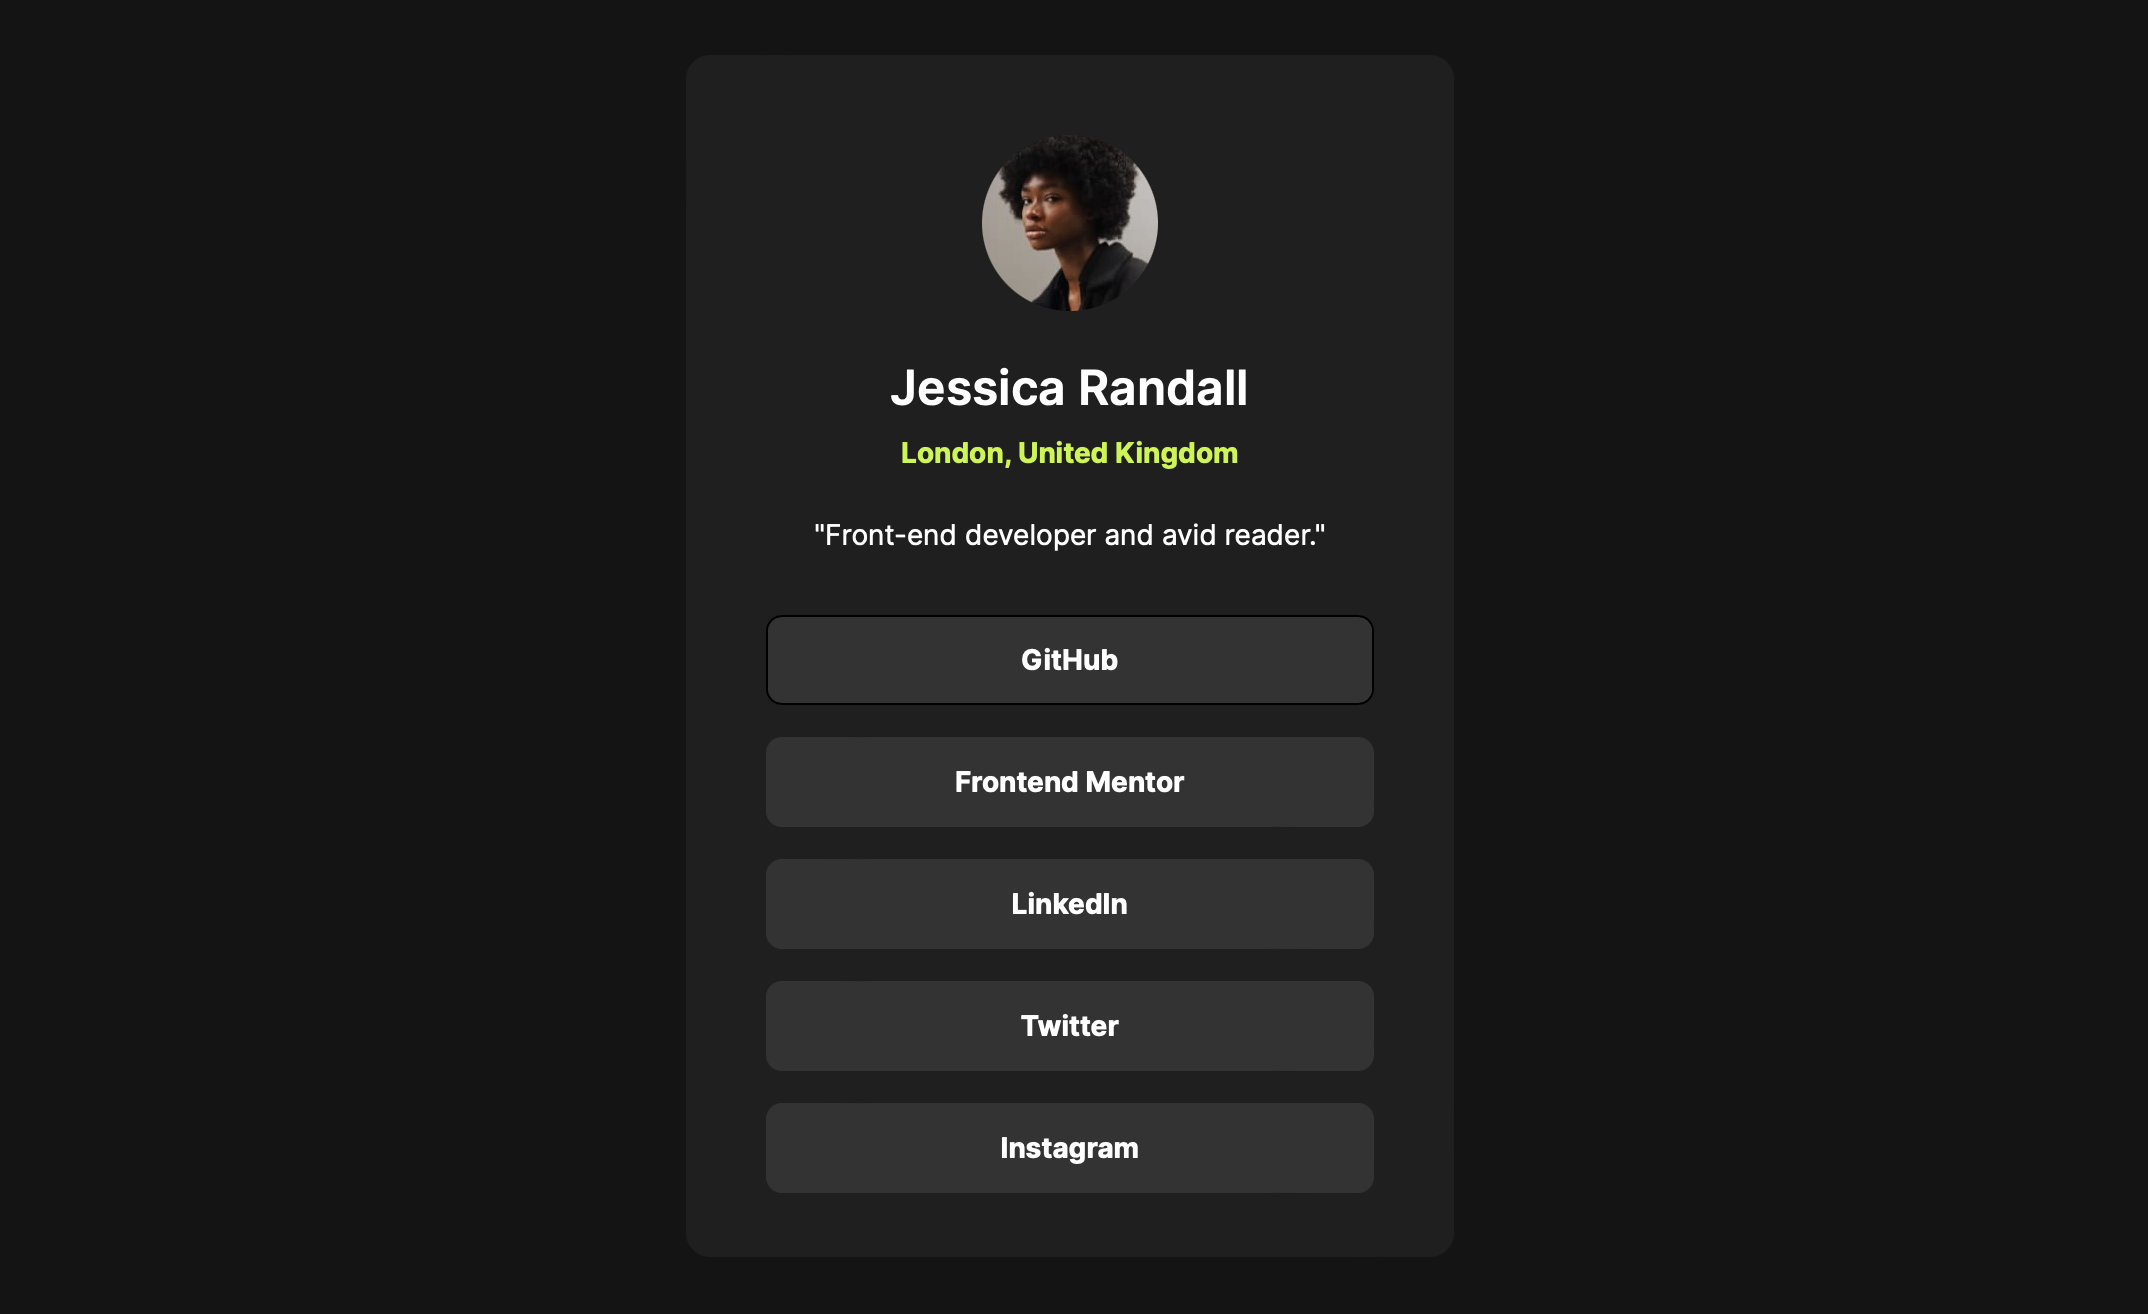 Jessica Randall
London, United Kingdom
"Front-end developer and avid reader."
GitHub
Frontend Mentor
LinkedIn
Twitter
Instagram